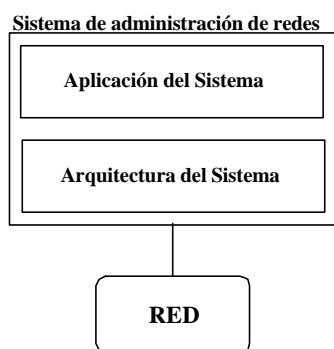 Sistema de administración de redes
Aplicación del Sistema
Arquitectura del Sistema
RED